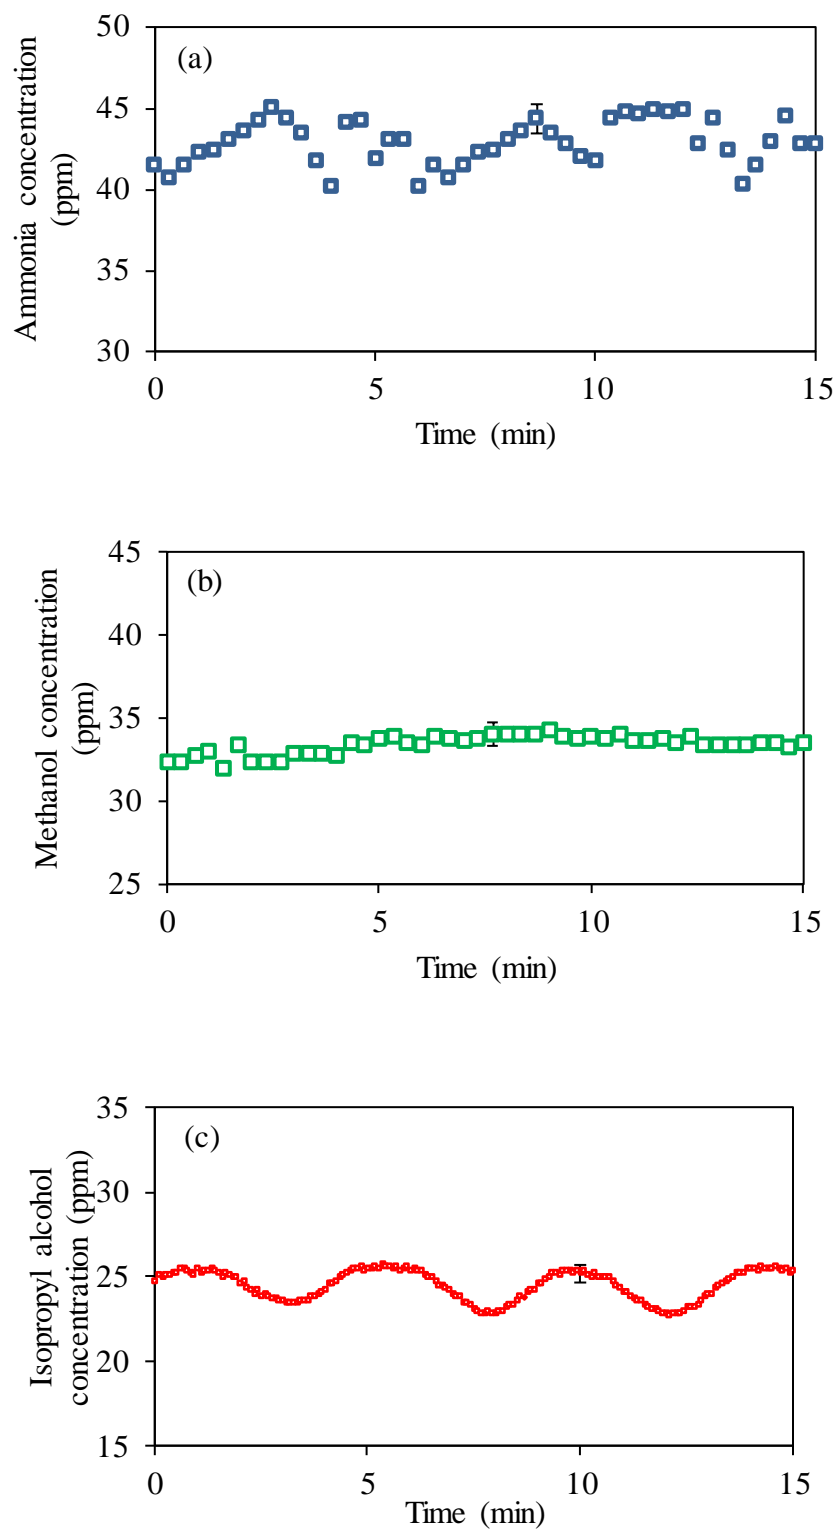 50
(a)
45
40
35
30
Ammonia concentration
(ppm)
0 5 10 15
Time (min)
45
(b)
40
35
30
25
Methanol concentration
(ppm)
0 5 10 15
Time (min)
35
(c)
30
25
20
15
Isopropyl alcohol
concentration (ppm)
0 5 10 15
Time (min)